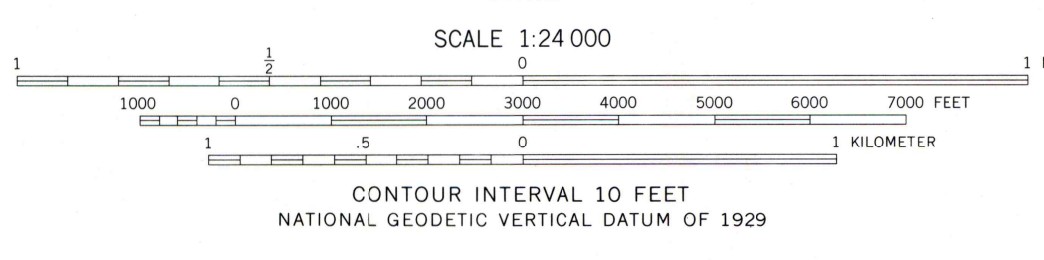 SCALE 1:24 000
1 1/2 0 1
1000 0 1000 2000 3000 4000 5000 6000 7000 FEET
1 .5 0 1 KILOMETER
CONTOUR INTERVAL 10 FEET
NATIONAL GEODETIC VERTICAL DATUM OF 1929